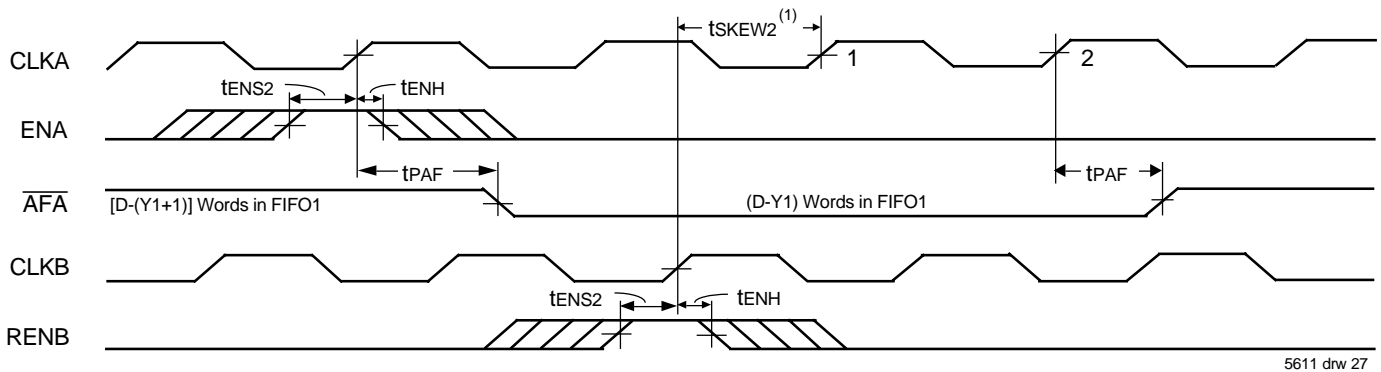 tSKEW2 (1)
CLKA
1
2
tENS2
tENH
ENA
tPAF
tPAF
AFA
[D-(Y1+1)] Words in FIFO1
(D-Y1) Words in FIFO1
CLKB
tENS2
tENH
RENB
5611 drw 27